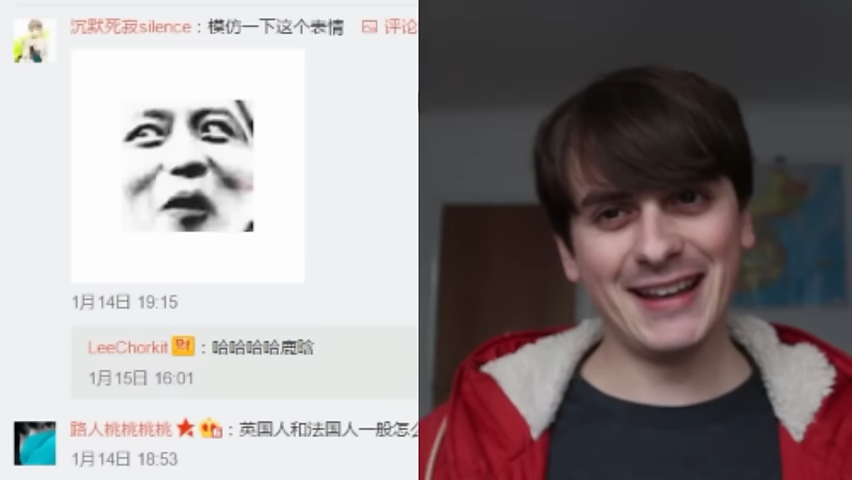 沉默死寂silence：模仿一下这个表情 评论
1月14日 19:15
LeeChorkit：哈哈哈哈鹿晗
1月15日 16:01
路人桃桃桃桃：英国人和法国人一般怎么
1月14日 18:53